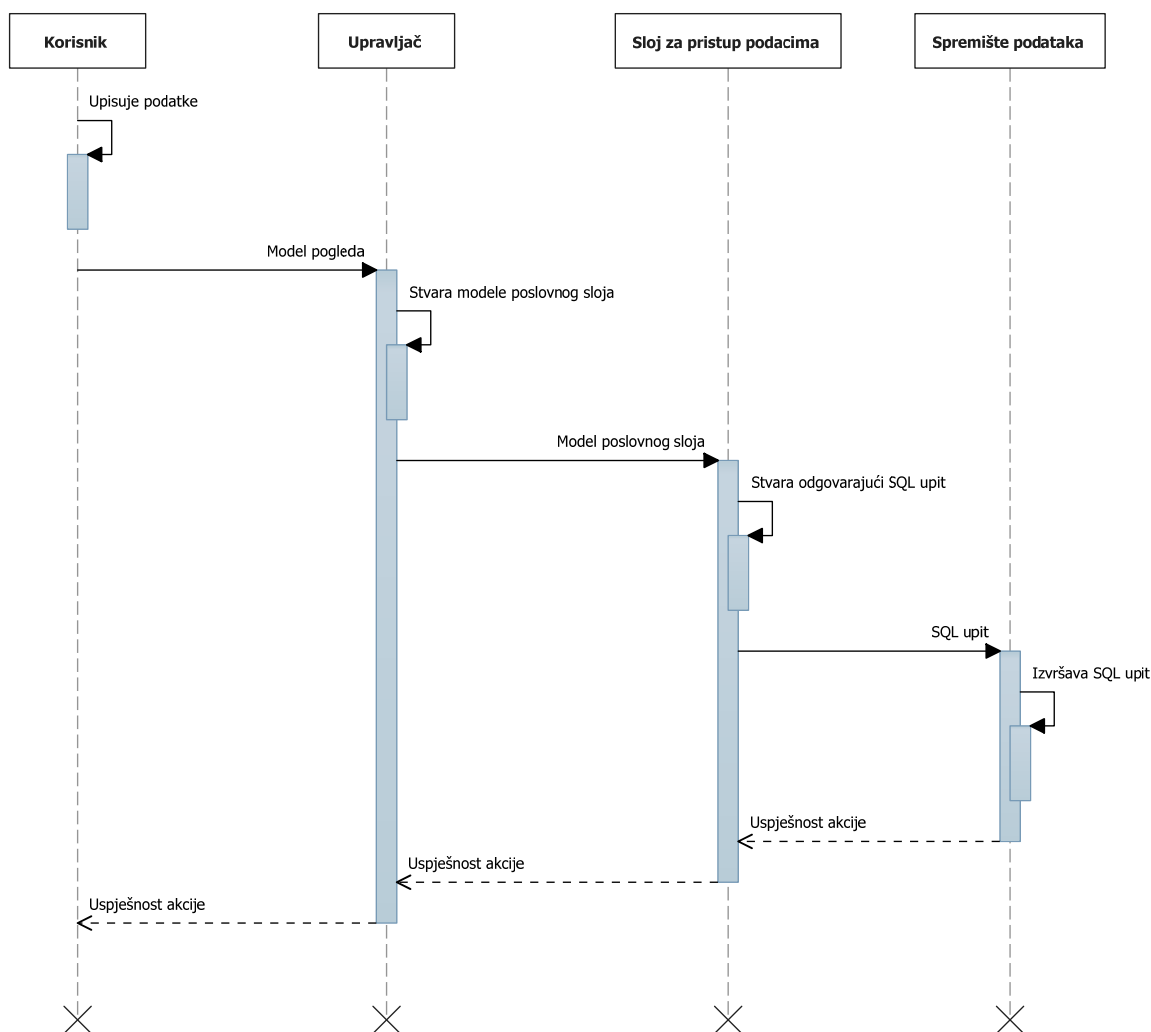 Korisnik
Upravljač
Sloj za pristup podacima
Spremište podataka
Upisuje podatke
Model pogleda
Stvara modele poslovnog sloja
Model poslovnog sloja
Stvara odgovarajući SQL upit
SQL upit
Izvršava SQL upit
Uspješnost akcije
Uspješnost akcije
Uspješnost akcije